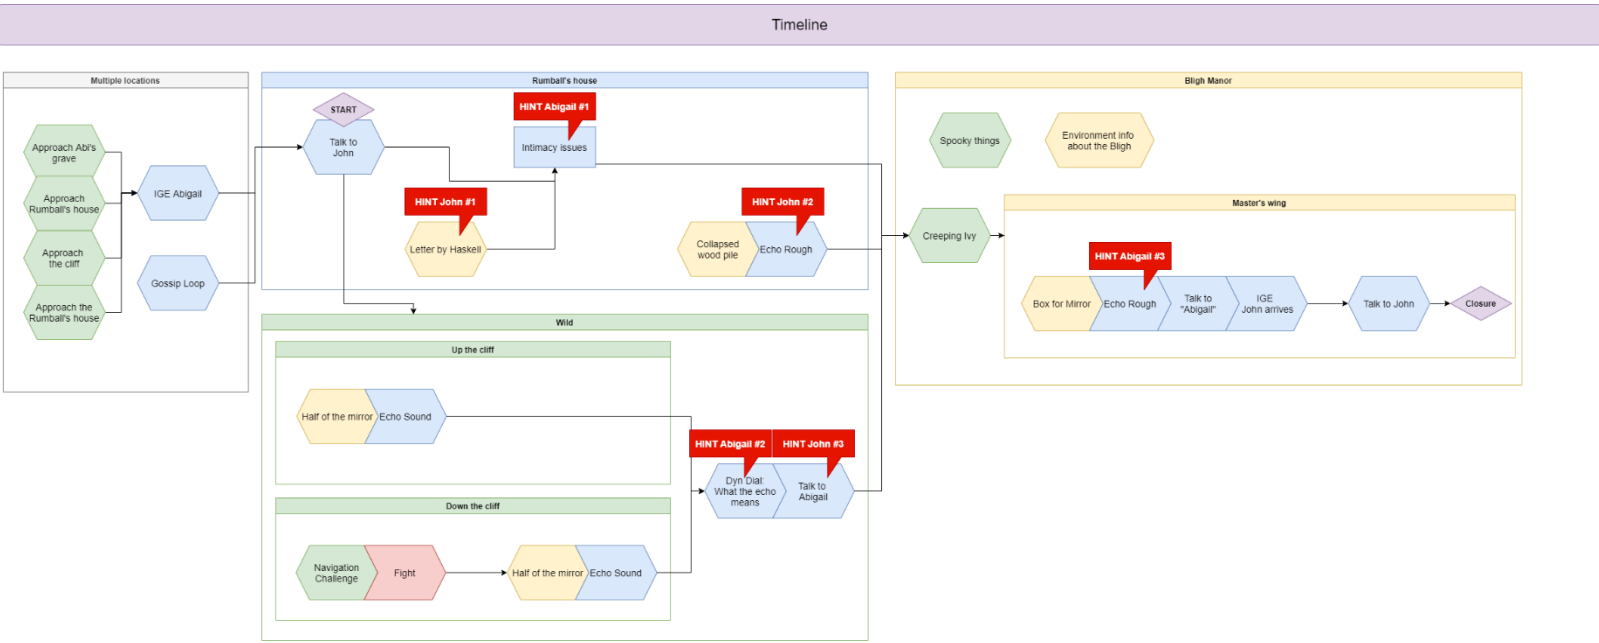 Timeline
Multiple locations
Approach Abi's
grave
Approach
Rumball's house
Approach
the cliff
Approach the
Rumball's house
IGE Abigail
Gossip Loop
Rumball's house
START
Talk to
John
HINT Abigail #1
Intimacy issues
HINT John #1
Letter by Haskell
HINT John #2
Collapsed
wood pile
Echo Rough
Wild
Up the cliff
Half of the mirror
Echo Sound
Down the cliff
Navigation
Challenge
Fight
Half of the mirror
Echo Sound
HINT Abigail #2
HINT John #3
Dyn Dial:
What the echo
means
Talk to
Abigail
Bligh Manor
Spooky things
Environment info
about the Bligh
Creeping Ivy
Master's wing
HINT Abigail #3
Box for Mirror
Echo Rough
Talk to
"Abigail"
IGE
John arrives
Talk to John
Closure